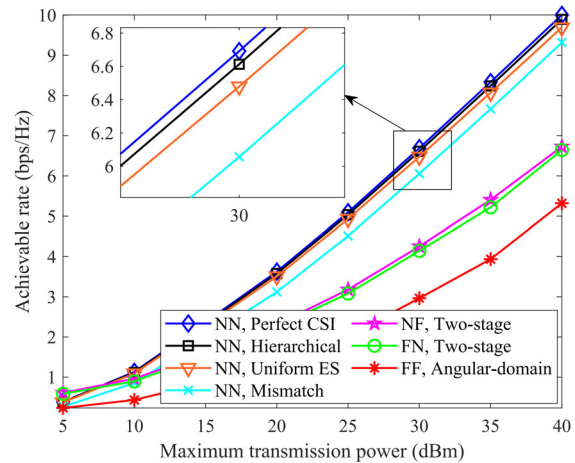 10
9
8
7
6
5
4
3
2
1
Achievable rate (bps/Hz)
6.8
6.6
6.4
6.2
6
30
NN, Perfect CSI
NN, Hierarchical
NN, Uniform ES
NN, Mismatch
NF, Two-stage
FN, Two-stage
FF, Angular-domain
5 10 15 20 25 30 35 40
Maximum transmission power (dBm)